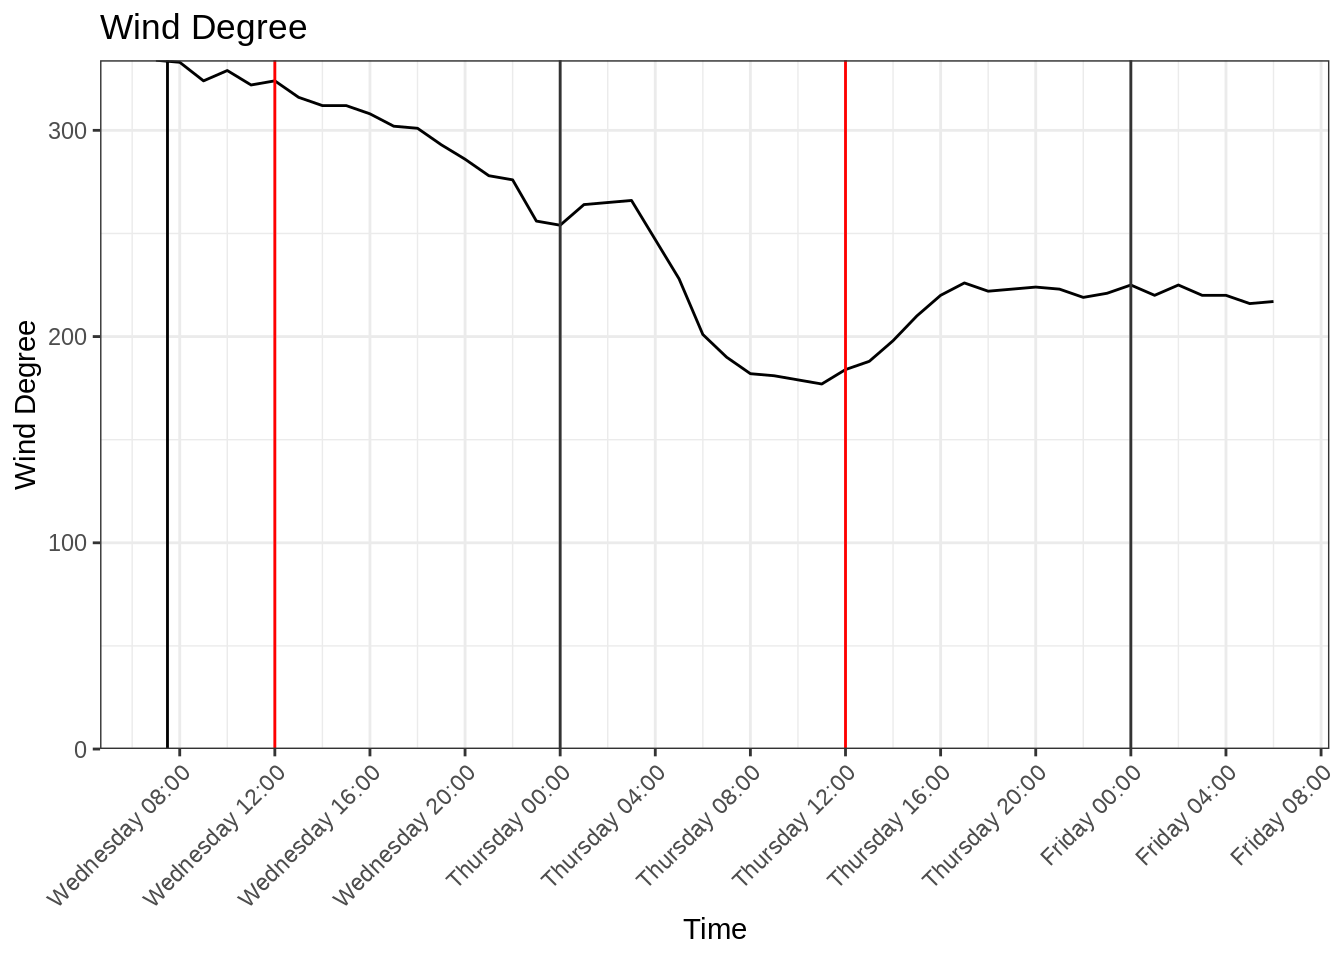 Wind Degree
Wind Degree
300
200
100
0
Wednesday 08:00
Wednesday 12:00
Wednesday 16:00
Wednesday 20:00
Thursday 00:00
Thursday 04:00
Thursday 08:00
Thursday 12:00
Thursday 16:00
Thursday 20:00
Friday 00:00
Friday 04:00
Friday 08:00
Time